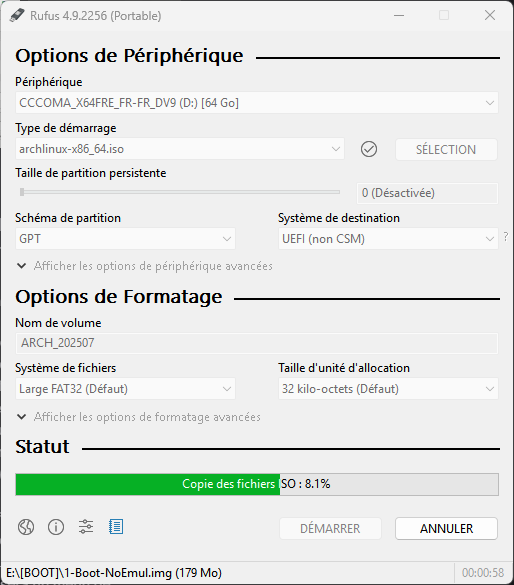 Rufus 4.9.2256 (Portable)
Options de Périphérique
Périphérique
CCCOMA_X64FRE_FR-FR_DV9 (D:) [64 Go]
Type de démarrage
archlinux-x86_64.iso
SÉLECTION
Taille de partition persistente
0 (Désactivée)
Schéma de partition
Système de destination
GPT
UEFI (non CSM)
?
Afficher les options de périphérique avancées
Options de Formatage
Nom de volume
ARCH_202507
Système de fichiers
Taille d'unité d'allocation
Large FAT32 (Défaut)
32 kilo-octets (Défaut)
Afficher les options de formatage avancées
Statut
Copie des fichiers ISO : 8.1%
DÉMARRER
ANNULER
E:\[BOOT]\1-Boot-NoEmul.img (179 Mo)
00:00:58